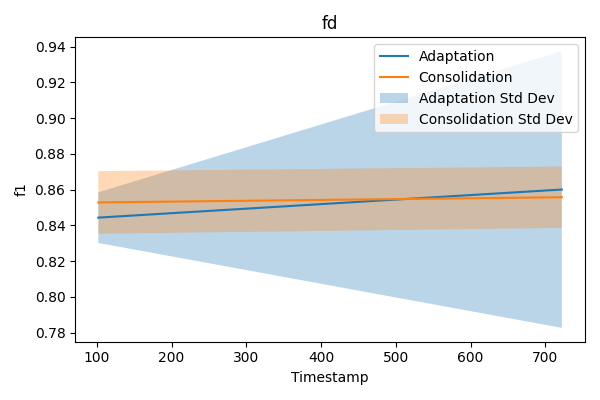 fd
0.94
0.92
0.90
0.88
0.86
0.84
0.82
0.80
0.78
f1
Adaptation
Consolidation
Adaptation Std Dev
Consolidation Std Dev
100 200 300 400 500 600 700
Timestamp